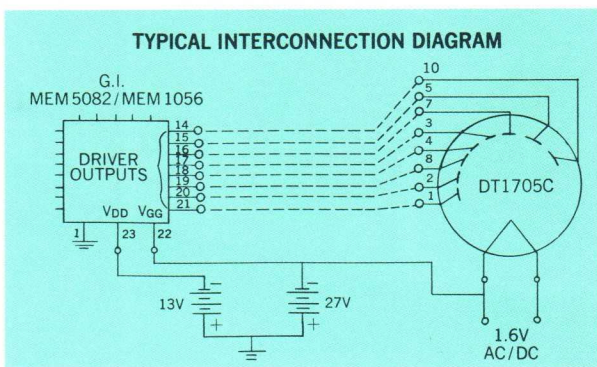 TYPICAL INTERCONNECTION DIAGRAM
G.I.
MEM 5082/MEM 1056
14
15
16
17
18
19
20
21
DRIVER
OUTPUTS
VDD VGG
1
23
22
13V
27V
+
+
10
5
7
3
4
8
2
1
DT1705C
1.6V
AC/DC